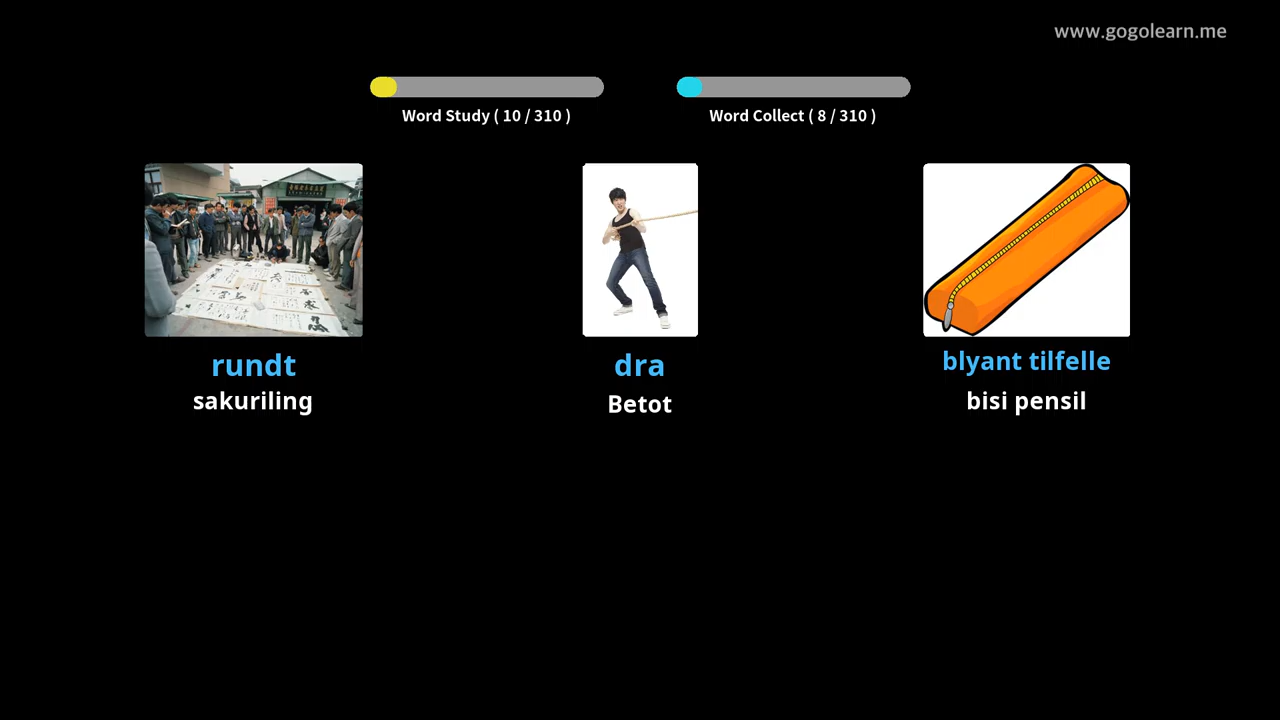 www.gogolearn.me
Word Study ( 10 / 310 )
Word Collect ( 8 / 310 )
rundt
dra
blyant tilfelle
sakuriling
Betot
bisi pensil